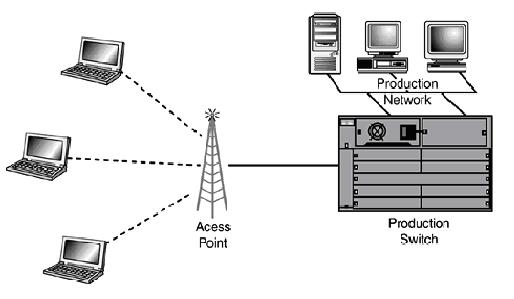 Production
Network
Acess
Point
Production
Switch